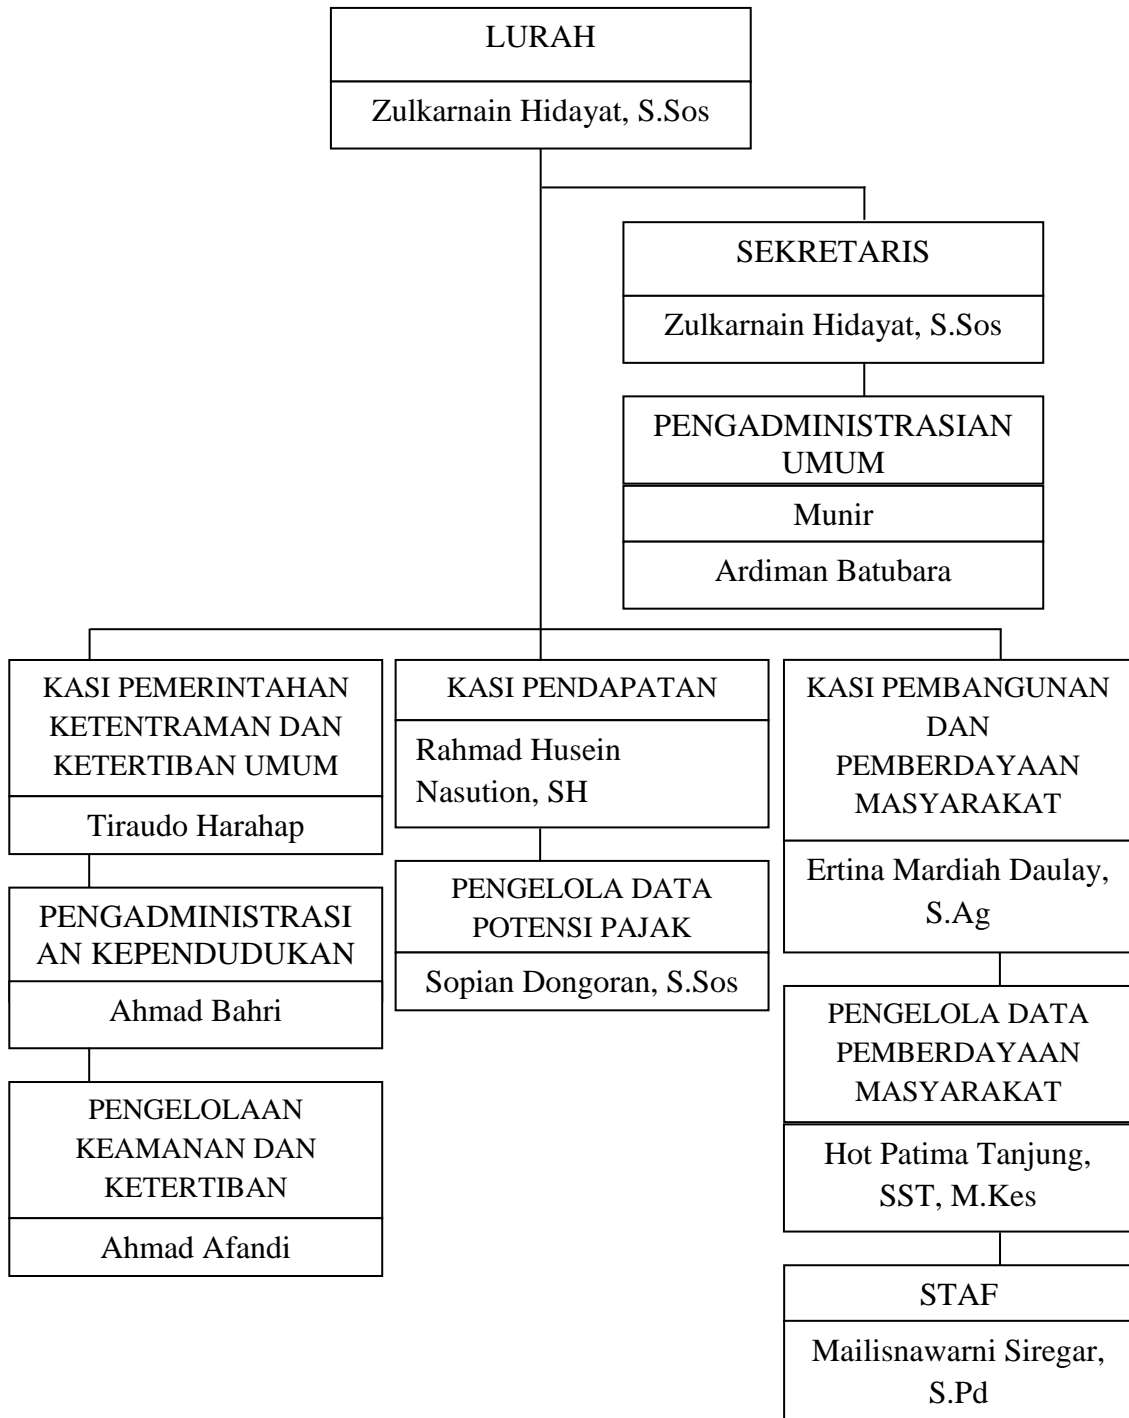 LURAH
Zulkarnain Hidayat, S.Sos
SEKRETARIS
Zulkarnain Hidayat, S.Sos
PENGADMINISTRASIAN
UMUM
Munir
Ardiman Batubara
KASI PEMERINTAHAN
KETENTRAMAN DAN
KETERTIBAN UMUM
Tiraudo Harahap
PENGADMINISTRASI
AN KEPENDUDUKAN
Ahmad Bahri
PENGELOLAAN
KEAMANAN DAN
KETERTIBAN
Ahmad Afandi
KASI PENDAPATAN
Rahmad Husein
Nasution, SH
PENGELOLA DATA
POTENSI PAJAK
Sopian Dongoran, S.Sos
KASI PEMBANGUNAN
DAN
PEMBERDAYAAN
MASYARAKAT
Ertina Mardiah Daulay,
S.Ag
PENGELOLA DATA
PEMBERDAYAAN
MASYARAKAT
Hot Patima Tanjung,
SST, M.Kes
STAF
Mailisnawarni Siregar,
S.Pd